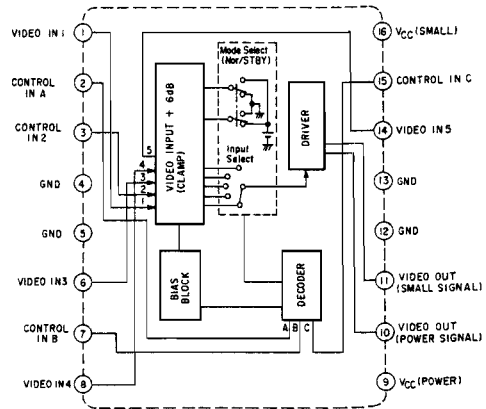 VIDEO IN 1
1
CONTROL
IN A
2
CONTROL
IN 2
3
GND
4
GND
5
VIDEO IN3
6
CONTROL
IN B
7
VIDEO IN4
8
VIDEO INPUT + 6dB
(CLAMP)
5
4
3
2
1
Mode Select
(Nor/STBY)
Input
Select
DRIVER
BIAS
BLOCK
DECODER
A B C
16
VCC (SMALL)
15
CONTROL IN C
14
VIDEO IN5
13
GND
12
GND
11
VIDEO OUT
(SMALL SIGNAL)
10
VIDEO OUT
(POWER SIGNAL)
9
VCC (POWER)